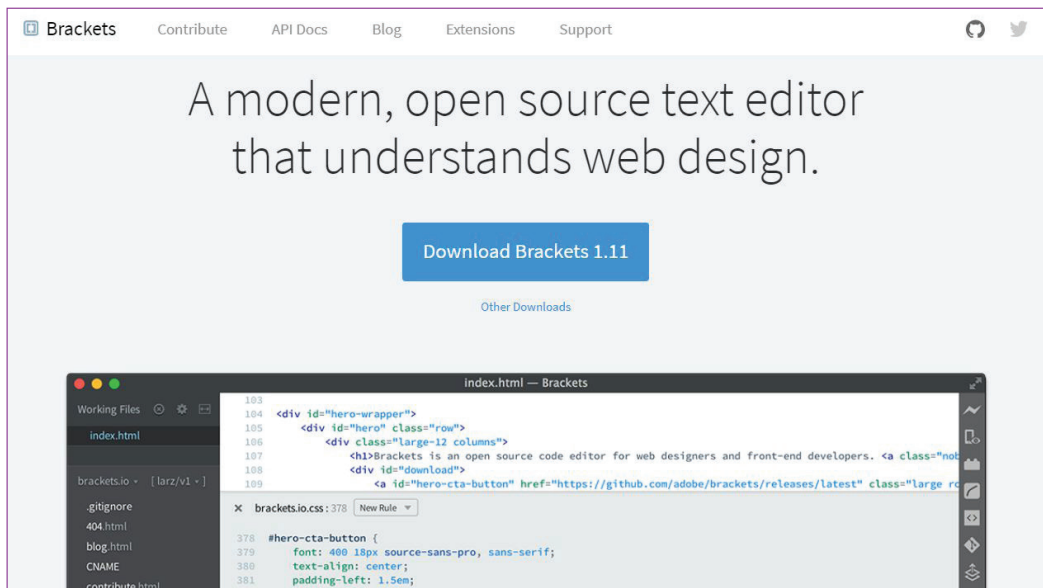 Brackets Contribute API Docs Blog Extensions Support
A modern, open source text editor
that understands web design.
Download Brackets 1.11
Other Downloads
index.html — Brackets
Working Files
index.html
brackets.io [ larz/v1 ]
.gitignore
404.html
blog.html
CNAME
contribute.html
103
104 <div id="hero-wrapper">
105 <div id="hero" class="row">
106 <div class="large-12 columns">
107 <h1>Brackets is an open source code editor for web designers and front-end developers. <a class="nob
108 <div id="download">
109 <a id="hero-cta-button" href="https://github.com/adobe/brackets/releases/latest" class="large ro
× brackets.io.css : 378 New Rule
378 #hero-cta-button {
379 font: 400 18px source-sans-pro, sans-serif;
380 text-align: center;
381 padding-left: 1.5em;